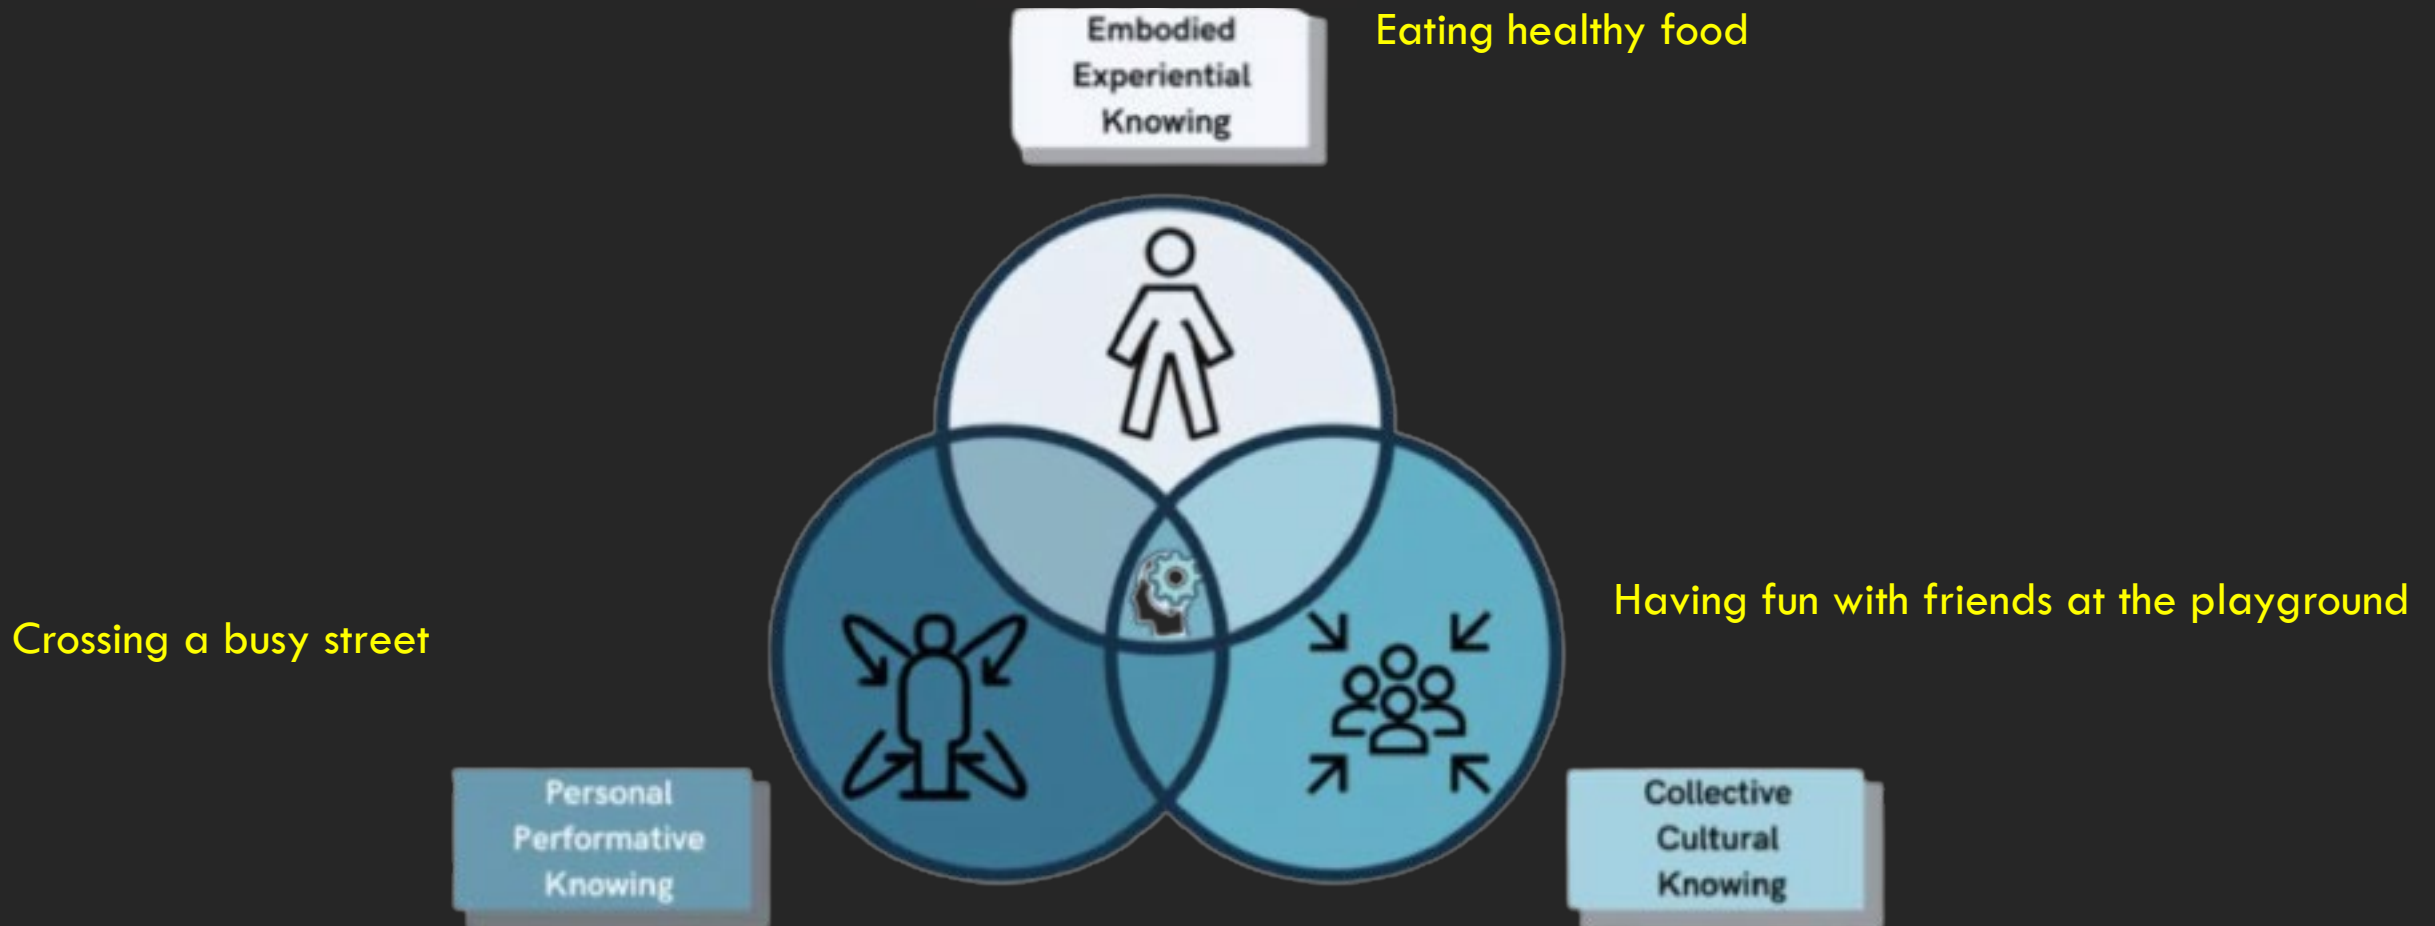 Embodied
Experiential
Knowing
Eating healthy food
Crossing a busy street
Having fun with friends at the playground
Personal
Performative
Knowing
Collective
Cultural
Knowing